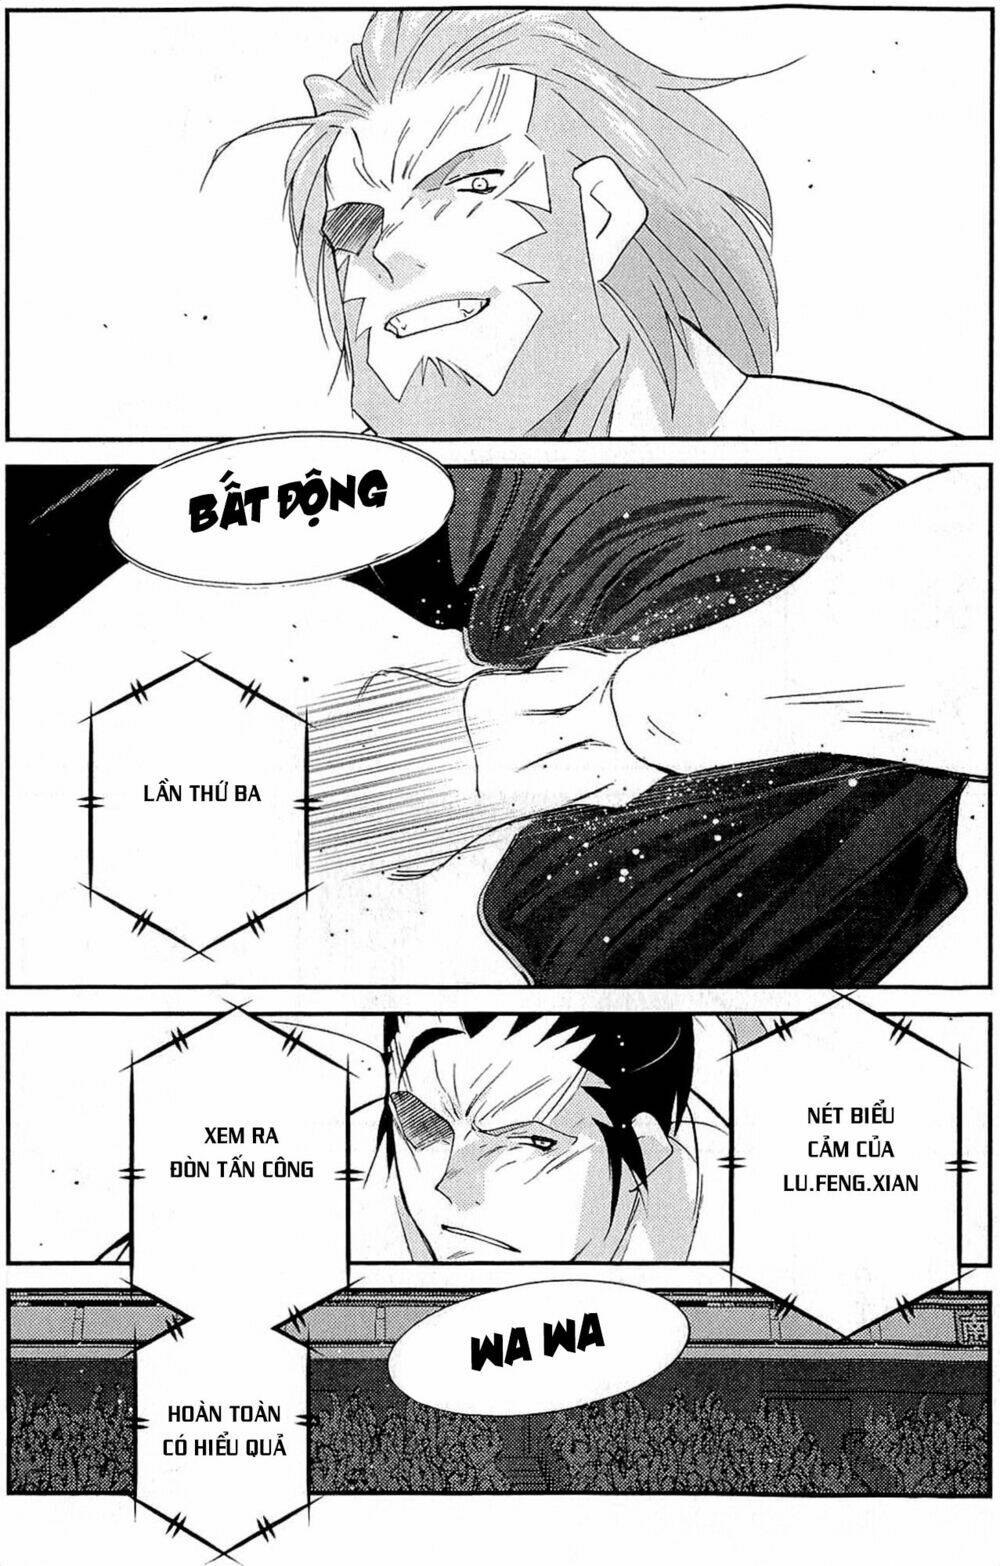 BẤT ĐỘNG
LẦN THỨ BA
NÉT BIỂU
CẢM CỦA
LU.FENG.XIAN
XEM RA
ĐÒN TẤN CÔNG
WA WA
南
HOÀN TOÀN
CÓ HIỂU QUẢ